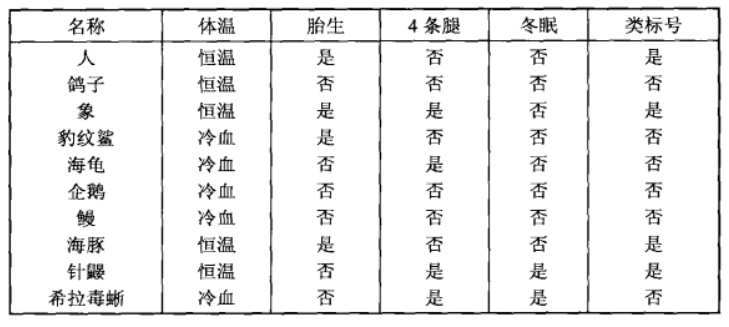 名称 体温 胎生 4条腿 冬眠 类标号
人 恒温 是 否 否 是
鸽子 恒温 否 否 否 否
象 恒温 是 是 否 是
豹纹鲨 冷血 是 否 否 否
海龟 冷血 否 是 否 否
企鹅 冷血 否 否 否 否
鳗 冷血 否 否 否 否
海豚 恒温 是 否 否 是
针鼹 恒温 否 是 是 是
希拉毒蜥 冷血 否 是 是 否